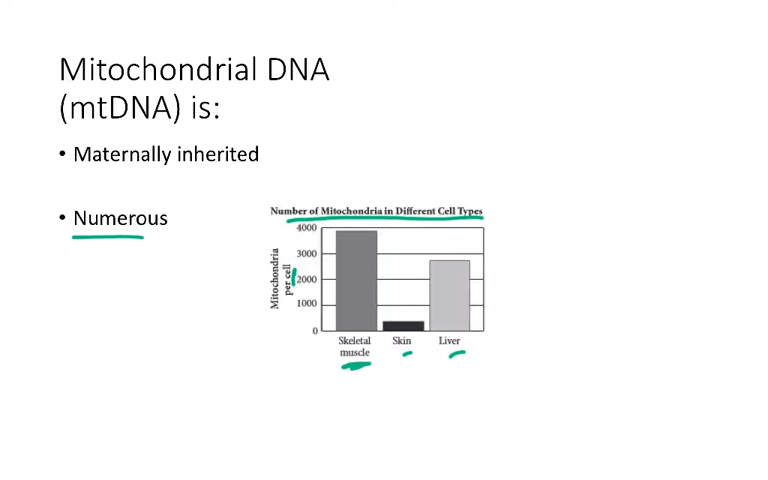 Mitochondrial DNA
(mtDNA) is:
• Maternally inherited
• Numerous
Number of Mitochondria in Different Cell Types
Mitochondria
per cell
4000
3000
2000
1000
0
Skeletal
muscle
Skin
Liver